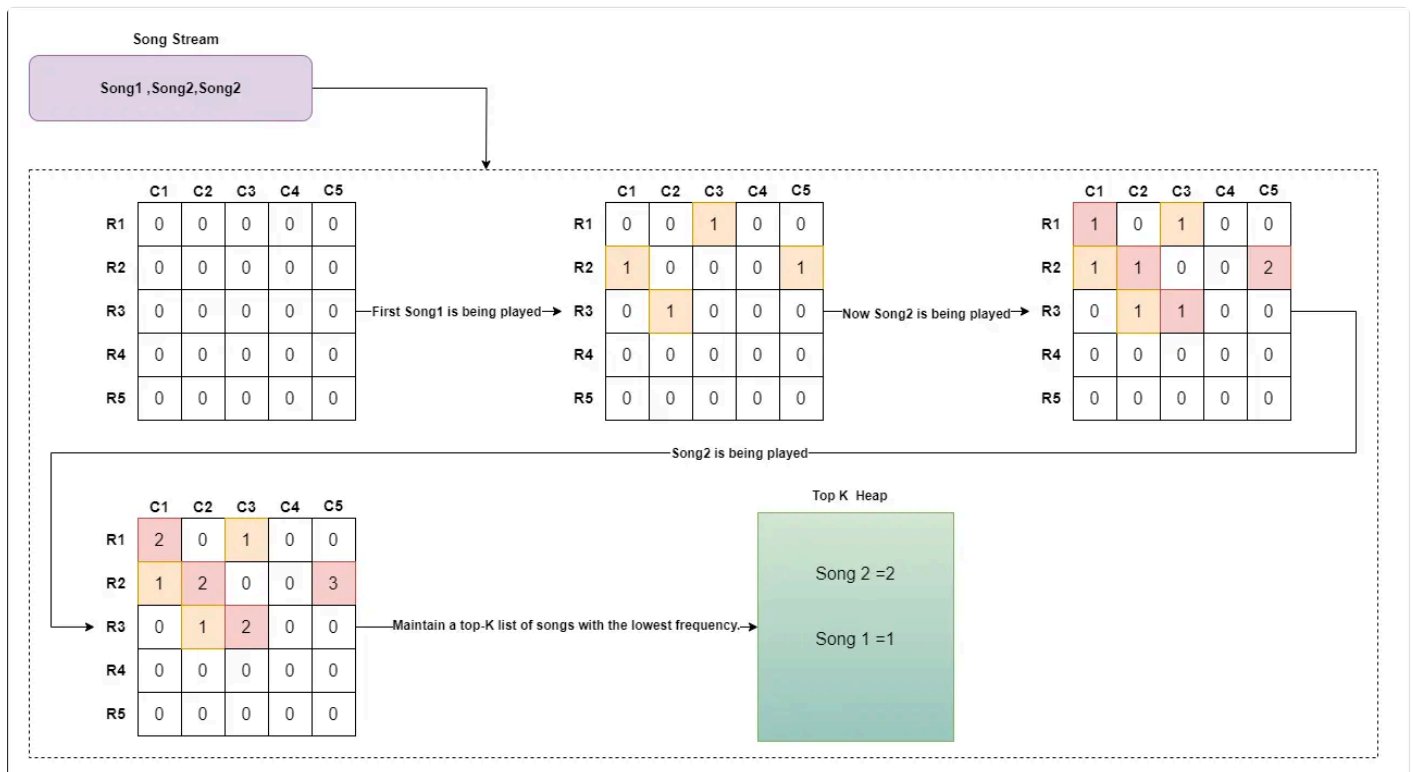 Song Stream
Song1 ,Song2,Song2
C1 C2 C3 C4 C5
R1 0 0 0 0 0
R2 0 0 0 0 0
R3 0 0 0 0 0
R4 0 0 0 0 0
R5 0 0 0 0 0
First Song1 is being played
C1 C2 C3 C4 C5
R1 0 0 1 0 0
R2 1 0 0 0 1
R3 0 1 0 0 0
R4 0 0 0 0 0
R5 0 0 0 0 0
Now Song2 is being played
C1 C2 C3 C4 C5
R1 1 0 1 0 0
R2 1 1 0 0 2
R3 0 1 1 0 0
R4 0 0 0 0 0
R5 0 0 0 0 0
Song2 is being played
C1 C2 C3 C4 C5
R1 2 0 1 0 0
R2 1 2 0 0 3
R3 0 1 2 0 0
R4 0 0 0 0 0
R5 0 0 0 0 0
Maintain a top-K list of songs with the lowest frequency.
Top K Heap
Song 2 =2
Song 1 =1